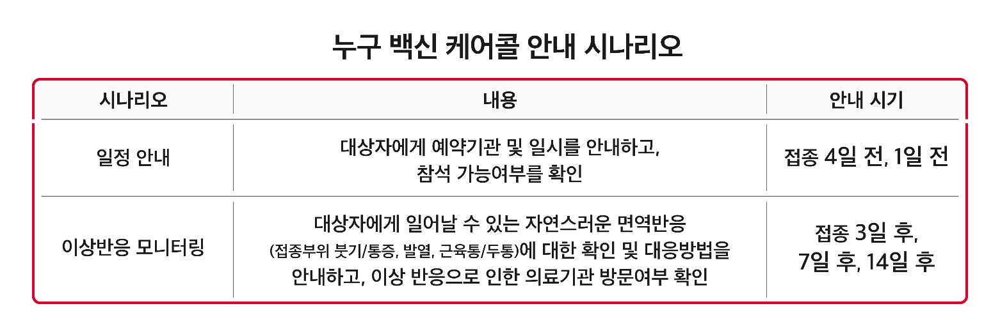 누구 백신 케어콜 안내 시나리오
시나리오
내용
안내 시기
일정 안내
대상자에게 예약기관 및 일시를 안내하고,
참석 가능여부를 확인
접종 4일 전, 1일 전
이상반응 모니터링
대상자에게 일어날 수 있는 자연스러운 면역반응
(접종부위 붓기/통증, 발열, 근육통/두통)에 대한 확인 및 대응방법을
안내하고, 이상 반응으로 인한 의료기관 방문여부 확인
접종 3일 후,
7일 후, 14일 후